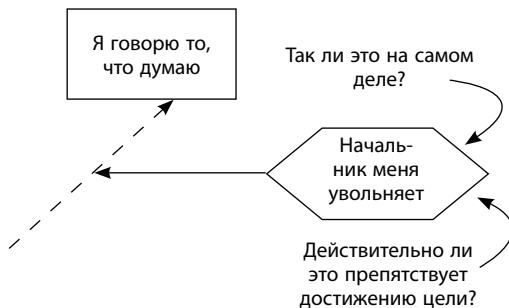 Я говорю то,
что думаю
Так ли это на самом
деле?
Началь-
ник меня
увольняет
Действительно ли
это препятствует
достижению цели?